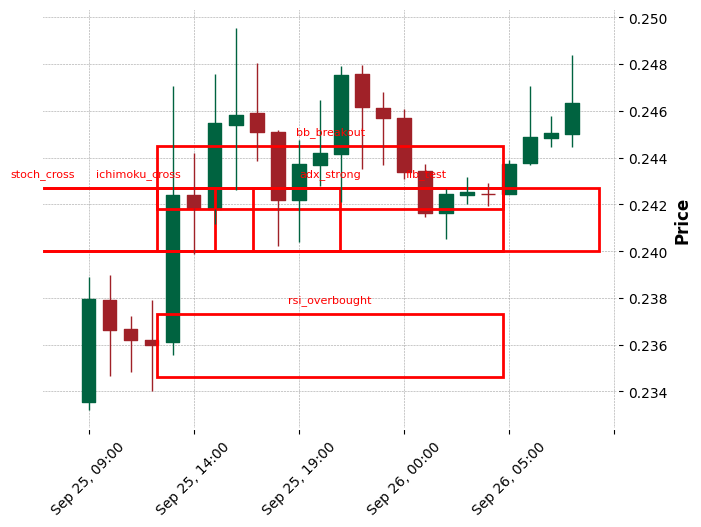 0.250
0.248
0.246
bb_breakout
0.244
stoch_cross
ichimoku_cross
adx_strong
0.242
0.240
Price
0.238
rsi_overbought
0.236
0.234
Sep 25, 09:00
Sep 25, 14:00
Sep 25, 19:00
Sep 26, 00:00
Sep 26, 05:00